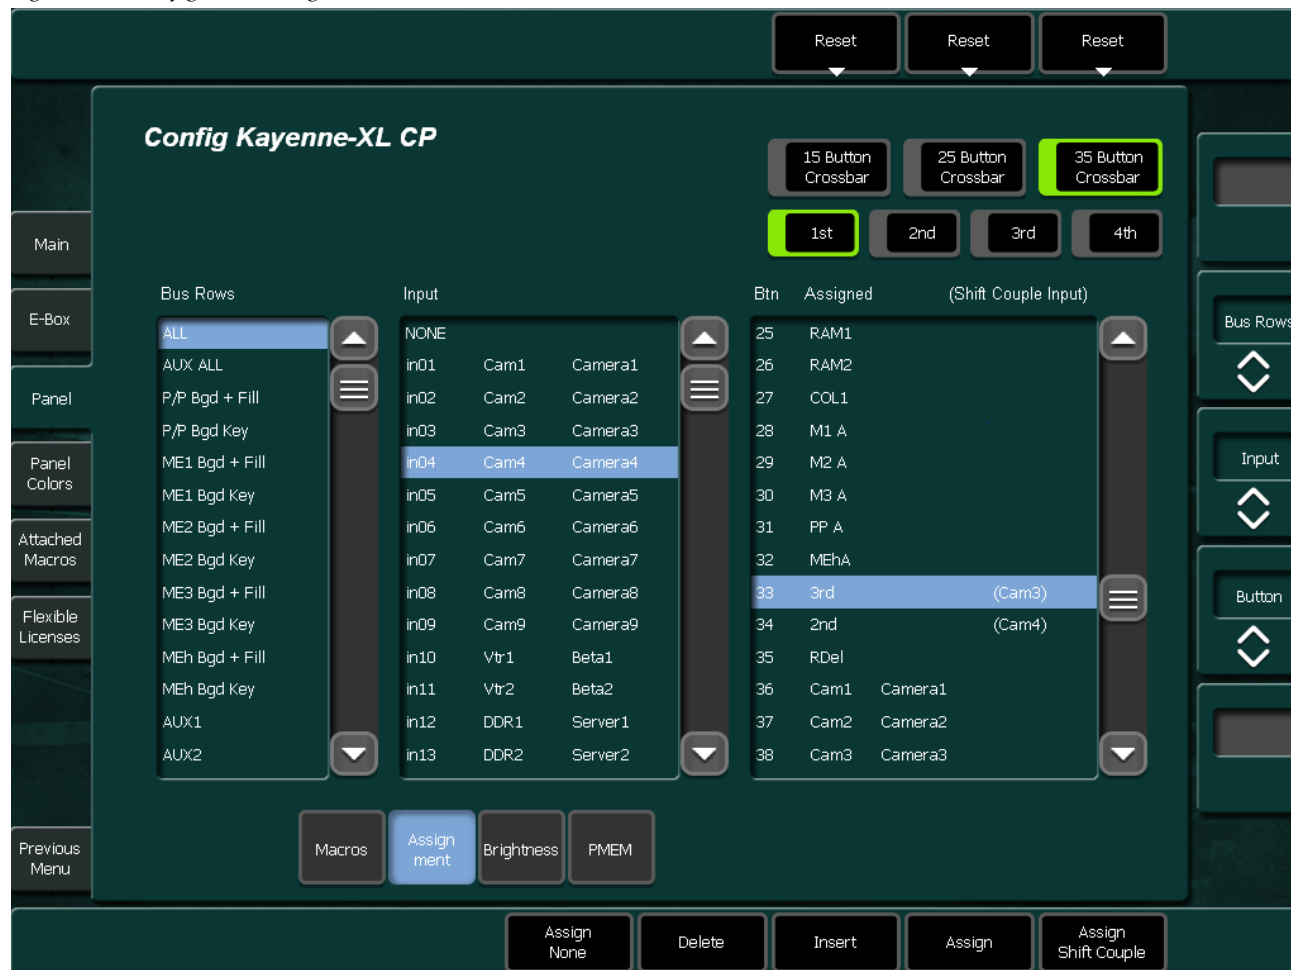 Reset Reset Reset
Config Kayenne-XL CP
15 Button Crossbar
25 Button Crossbar
35 Button Crossbar
1st 2nd 3rd 4th
Main
E-Box
Panel
Panel Colors
Attached Macros
Flexible Licenses
Previous Menu
Bus Rows
ALL
AUX ALL
P/P Bgd + Fill
P/P Bgd Key
ME1 Bgd + Fill
ME1 Bgd Key
ME2 Bgd + Fill
ME2 Bgd Key
ME3 Bgd + Fill
ME3 Bgd Key
MEh Bgd + Fill
MEh Bgd Key
AUX1
AUX2
Input
NONE
in01 Cam1 Camera1
in02 Cam2 Camera2
in03 Cam3 Camera3
in04 Cam4 Camera4
in05 Cam5 Camera5
in06 Cam6 Camera6
in07 Cam7 Camera7
in08 Cam8 Camera8
in09 Cam9 Camera9
in10 Vtr1 Beta1
in11 Vtr2 Beta2
in12 DDR1 Server1
in13 DDR2 Server2
Btn Assigned (Shift Couple Input)
25 RAM1
26 RAM2
27 COL1
28 M1 A
29 M2 A
30 M3 A
31 PP A
32 MEhA
33 3rd (Cam3)
34 2nd (Cam4)
35 RDel
36 Cam1 Camera1
37 Cam2 Camera2
38 Cam3 Camera3
Bus Rows
Input
Button
Macros
Assign ment
Brightness
PMEM
Assign None
Delete
Insert
Assign
Assign Shift Couple